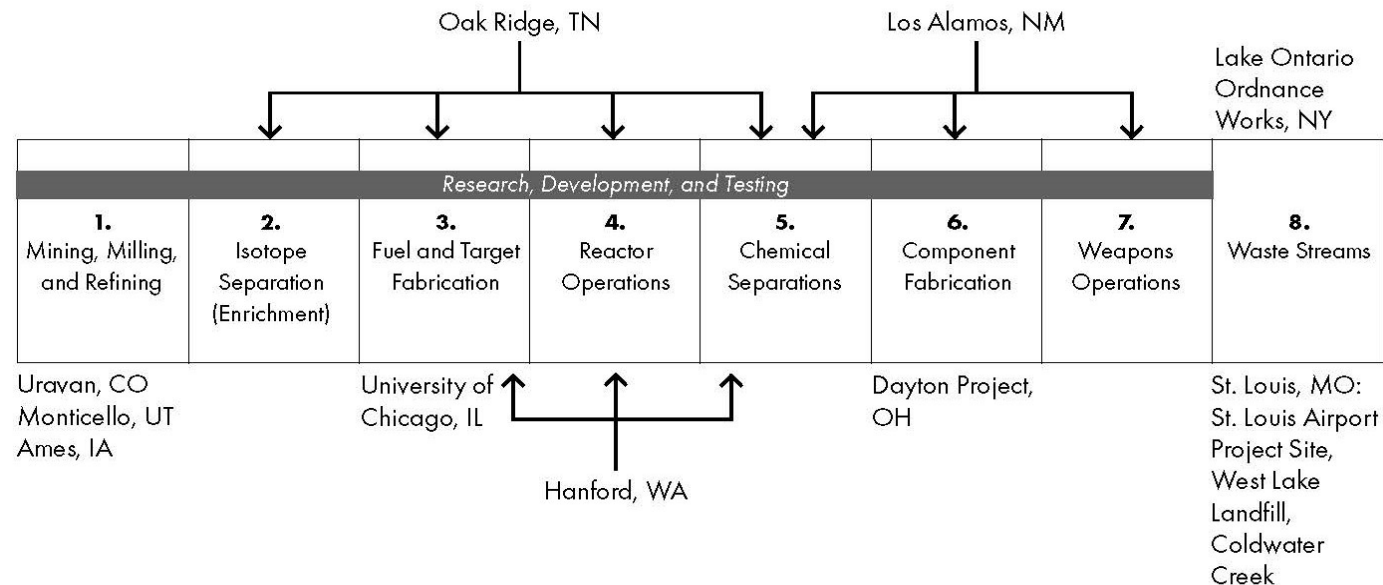 Oak Ridge, TN
Los Alamos, NM
Lake Ontario
Ordnance
Works, NY
Research, Development, and Testing
1.
Mining, Milling,
and Refining
2.
Isotope
Separation
(Enrichment)
3.
Fuel and Target
Fabrication
4.
Reactor
Operations
5.
Chemical
Separations
6.
Component
Fabrication
7.
Weapons
Operations
8.
Waste Streams
Uravan, CO
Monticello, UT
Ames, IA
University of
Chicago, IL
Hanford, WA
Dayton Project,
OH
St. Louis, MO:
St. Louis Airport
Project Site,
West Lake
Landfill,
Coldwater
Creek